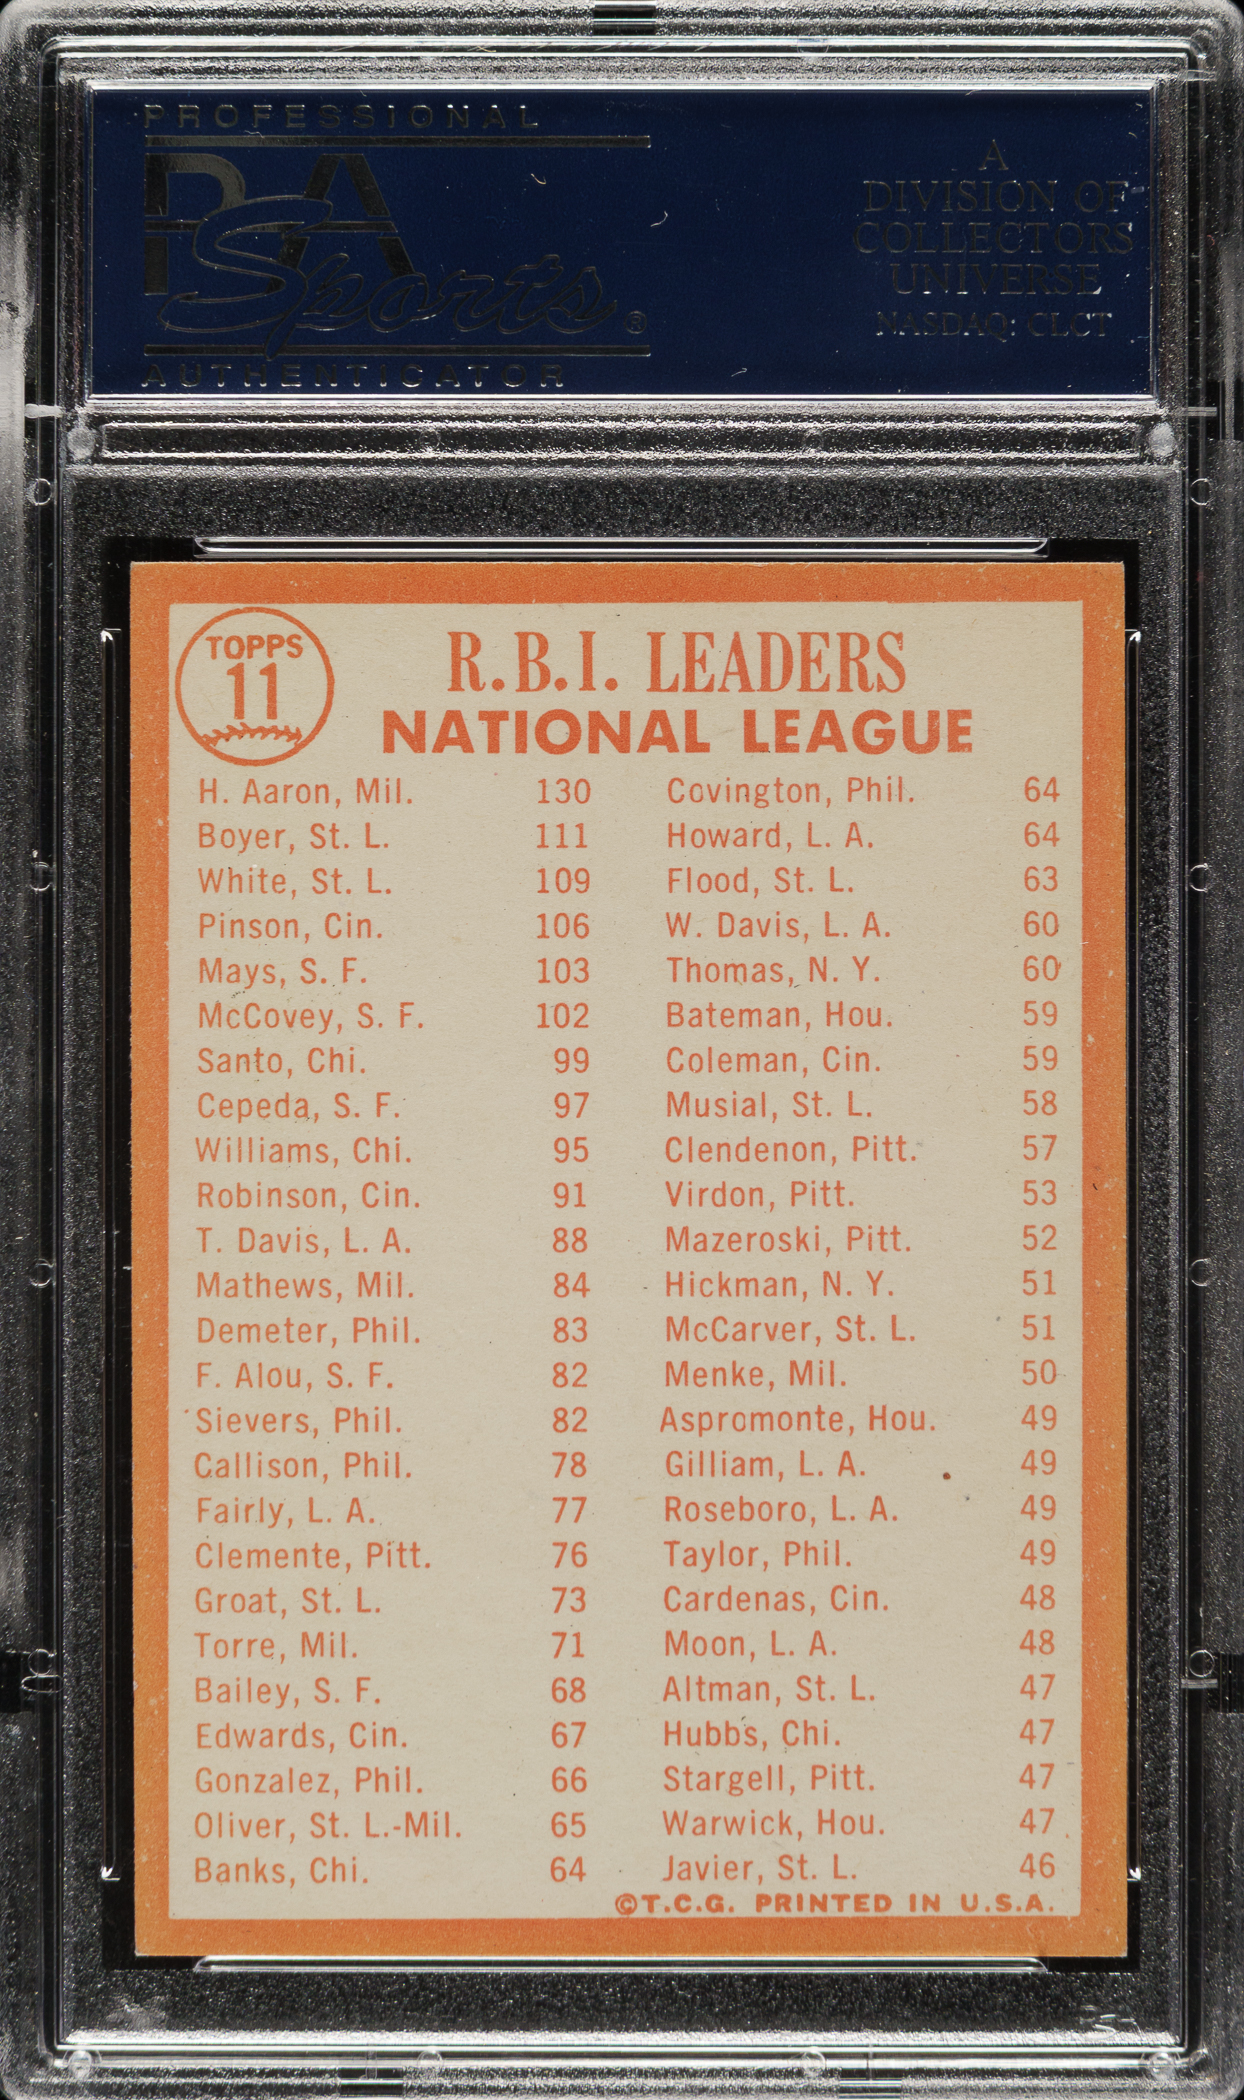 PROFESSIONAL
PSA
Sports®
AUTHENTICATOR
A
DIVISION OF
COLLECTORS
UNIVERSE
NASDAQ: CLCT
TOPPS
11
R.B.I. LEADERS
NATIONAL LEAGUE
H. Aaron, Mil. 130
Boyer, St. L. 111
White, St. L. 109
Pinson, Cin. 106
Mays, S. F. 103
McCovey, S. F. 102
Santo, Chi. 99
Cepeda, S. F. 97
Williams, Chi. 95
Robinson, Cin. 91
T. Davis, L. A. 88
Mathews, Mil. 84
Demeter, Phil. 83
F. Alou, S. F. 82
Sievers, Phil. 82
Callison, Phil. 78
Fairly, L. A. 77
Clemente, Pitt. 76
Groat, St. L. 73
Torre, Mil. 71
Bailey, S. F. 68
Edwards, Cin. 67
Gonzalez, Phil. 66
Oliver, St. L.-Mil. 65
Banks, Chi. 64
Covington, Phil. 64
Howard, L. A. 64
Flood, St. L. 63
W. Davis, L. A. 60
Thomas, N. Y. 60
Bateman, Hou. 59
Coleman, Cin. 59
Musial, St. L. 58
Clendenon, Pitt. 57
Virdon, Pitt. 53
Mazeroski, Pitt. 52
Hickman, N. Y. 51
McCarver, St. L. 51
Menke, Mil. 50
Aspromonte, Hou. 49
Gilliam, L. A. 49
Roseboro, L. A. 49
Taylor, Phil. 49
Cardenas, Cin. 48
Moon, L. A. 48
Altman, St. L. 47
Hubbs, Chi. 47
Stargell, Pitt. 47
Warwick, Hou. 47
Javier, St. L. 46
©T.C.G. PRINTED IN U.S.A.